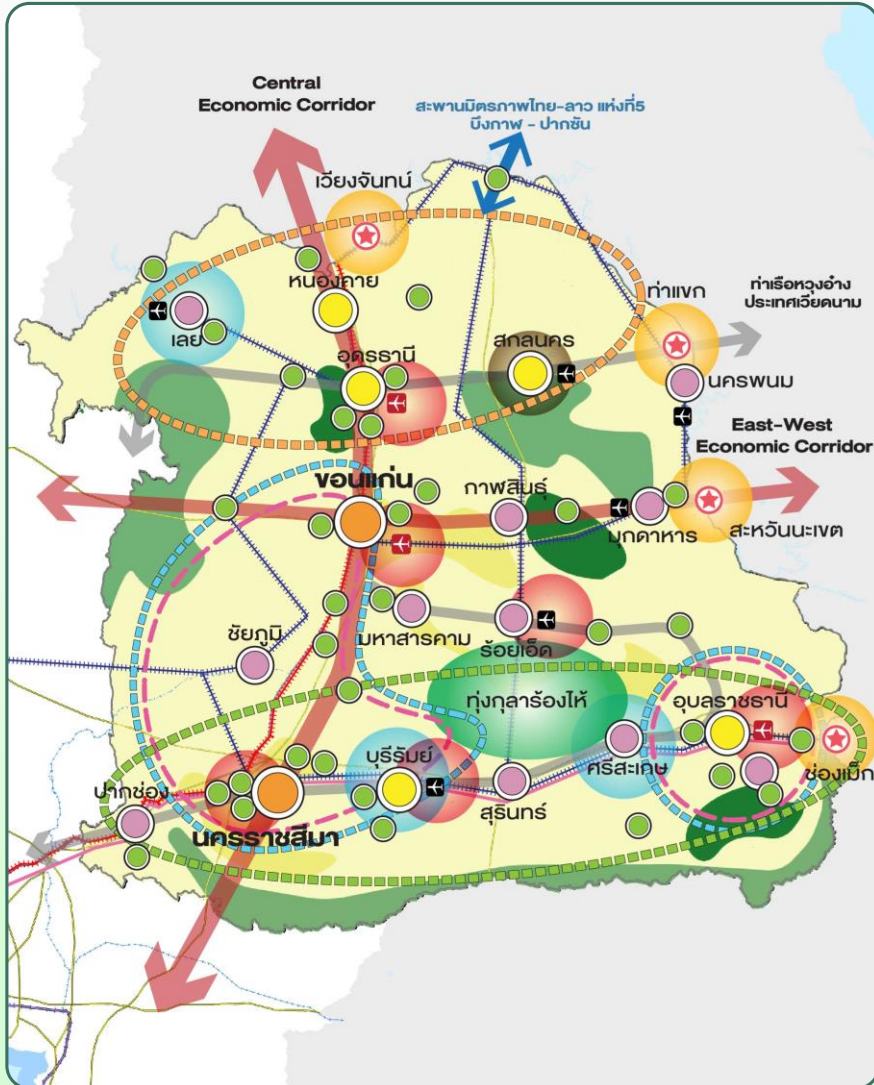 Central
Economic Corridor
สะพานมิตรภาพไทย-ลาว แห่งที่5
บึงกาฬ - ปากซัน
เวียงจันทน์
หนองคาย
ท่าแขก
ท่าเรือหวุงอ๋าง
ประเทศเวียดนาม
เลย
อุดรธานี
สกลนคร
นครพนม
East-West
Economic Corridor
ขอนแก่น
กาฬสินธุ์
มุกดาหาร
สะหวันนะเขต
ชัยภูมิ
มหาสารคาม
ร้อยเอ็ด
ทุ่งกุลาร้องไห้
อุบลราชธานี
บุรีรัมย์
ศรีสะเกษ
ช่องเม็ก
ปากช่อง
สุรินทร์
นครราชสีมา